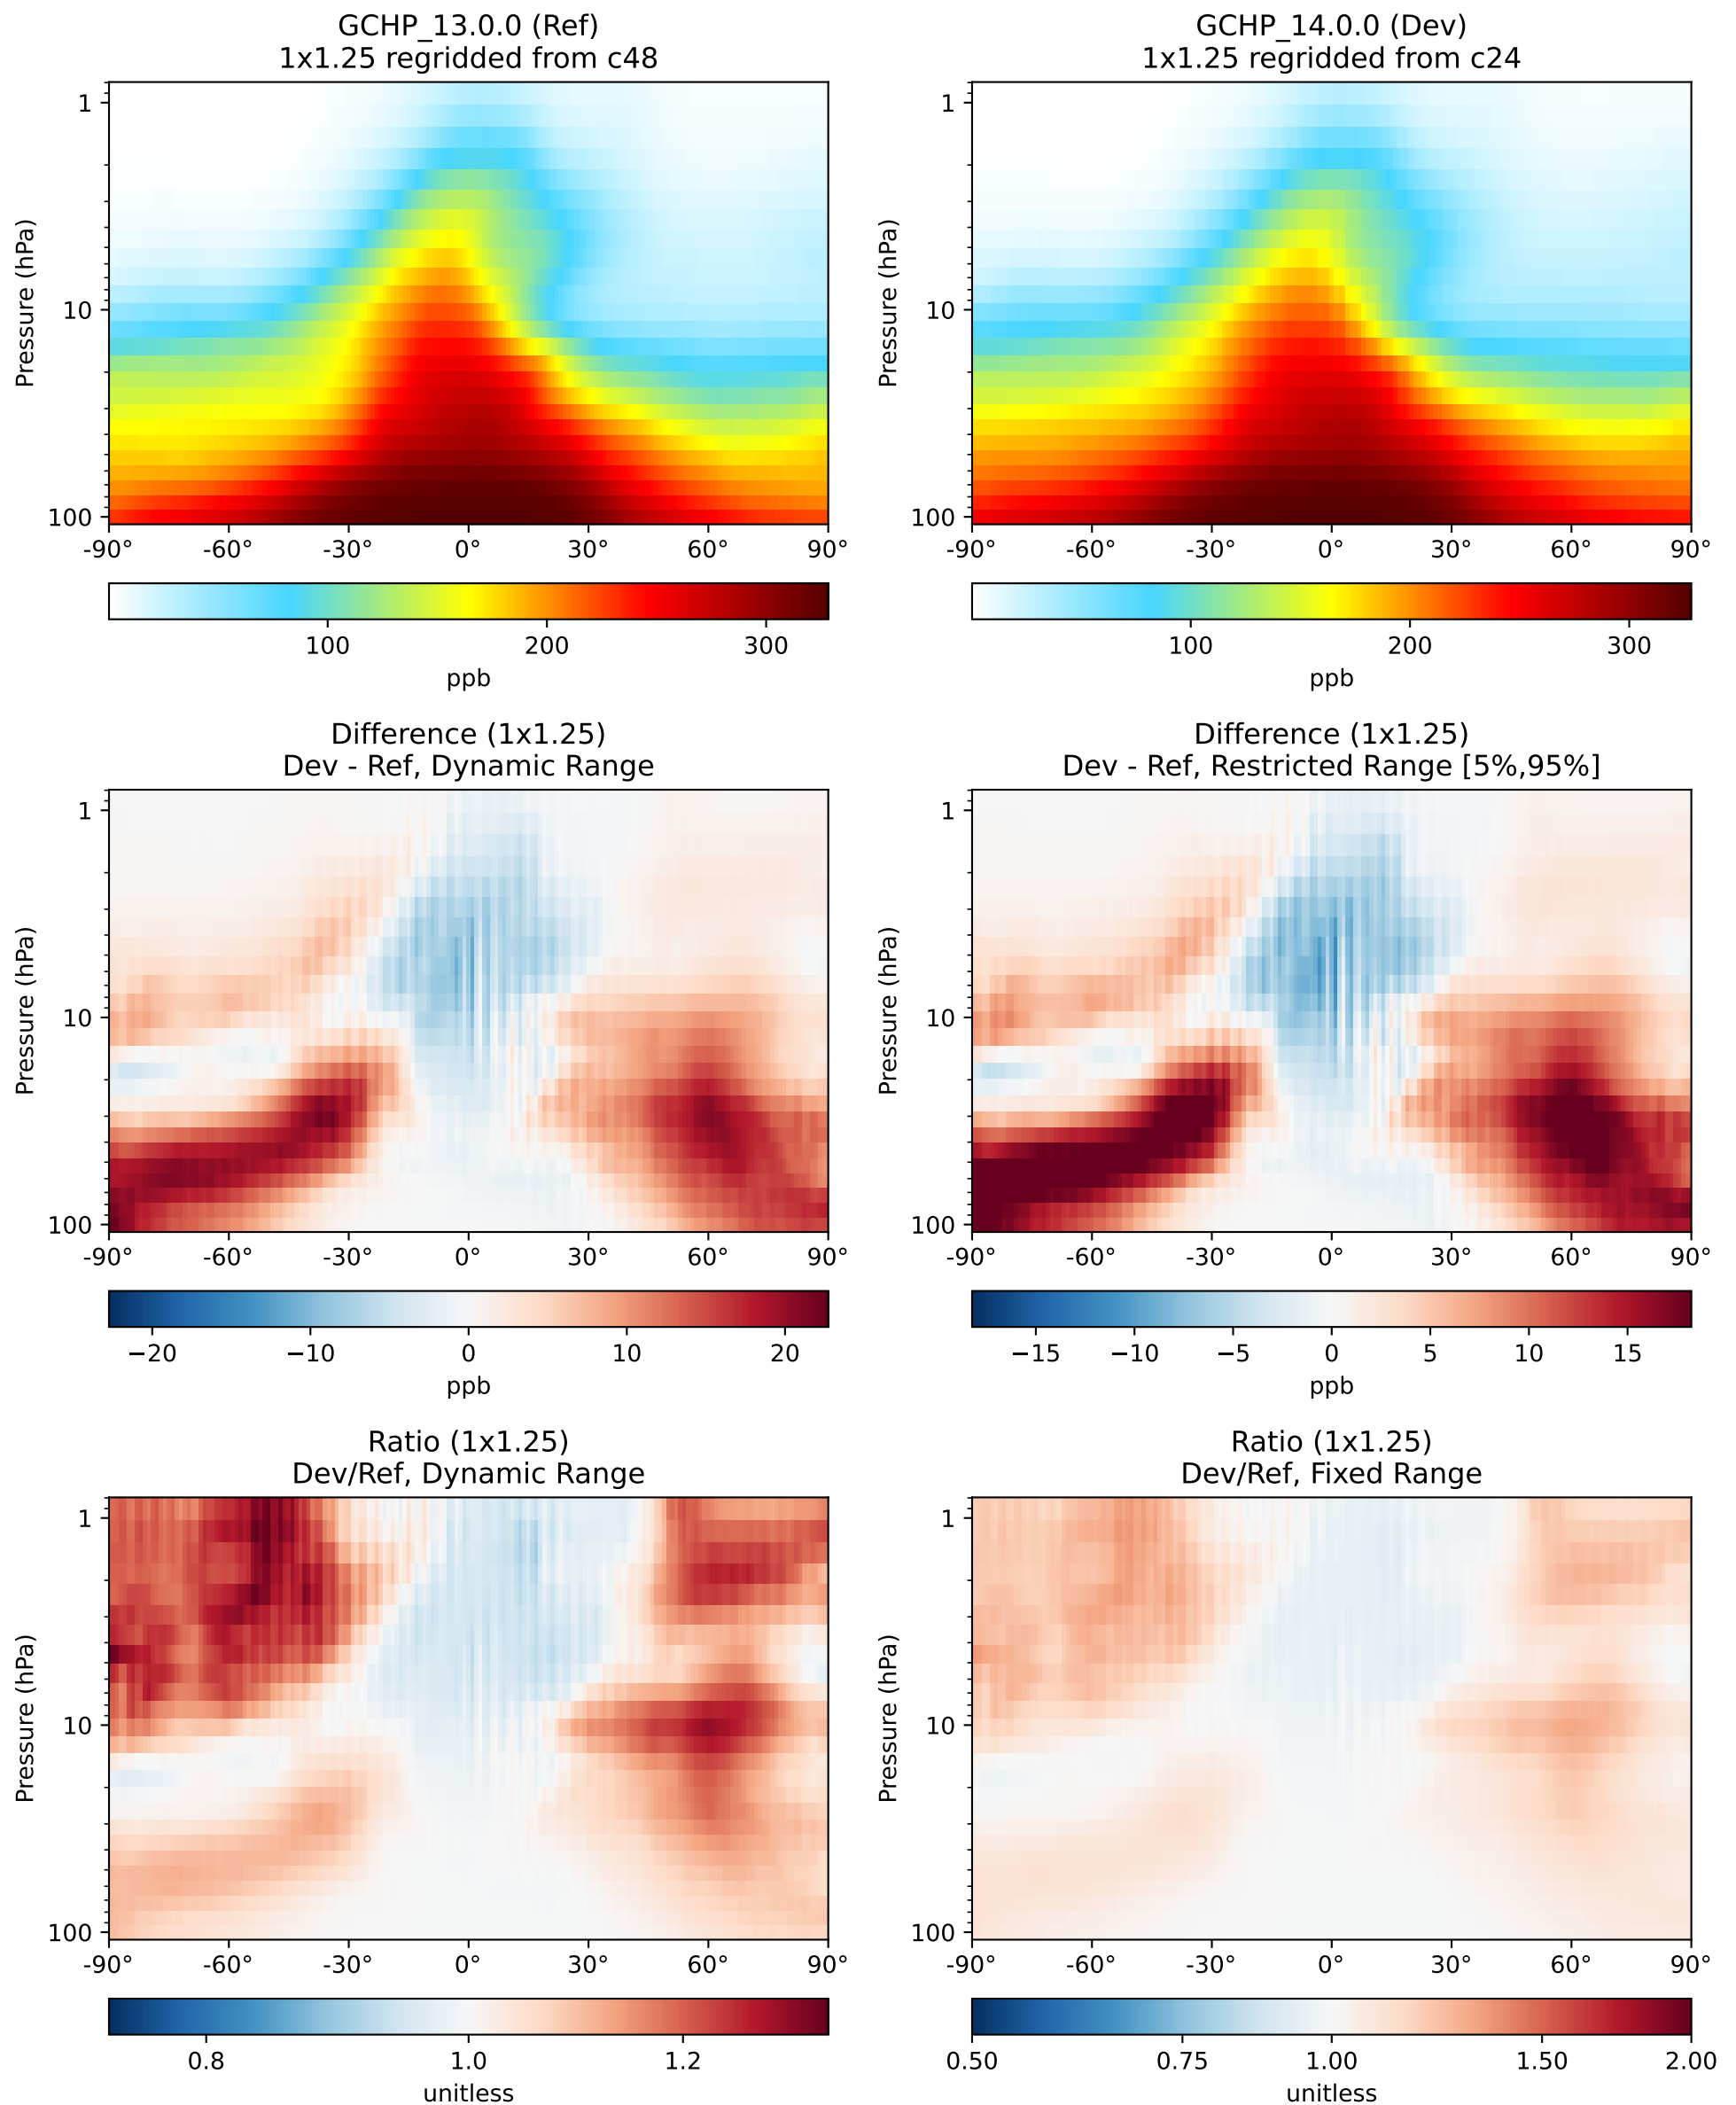 GCHP_13.0.0 (Ref)
1x1.25 regridded from c48
Pressure (hPa)
1
10
100
-90° -60° -30° 0° 30° 60° 90°
100 200 300
ppb
GCHP_14.0.0 (Dev)
1x1.25 regridded from c24
Pressure (hPa)
1
10
100
-90° -60° -30° 0° 30° 60° 90°
100 200 300
ppb
Difference (1x1.25)
Dev - Ref, Dynamic Range
Pressure (hPa)
1
10
100
-90° -60° -30° 0° 30° 60° 90°
−20 −10 0 10 20
ppb
Difference (1x1.25)
Dev - Ref, Restricted Range [5%,95%]
Pressure (hPa)
1
10
100
-90° -60° -30° 0° 30° 60° 90°
−15 −10 −5 0 5 10 15
ppb
Ratio (1x1.25)
Dev/Ref, Dynamic Range
Pressure (hPa)
1
10
100
-90° -60° -30° 0° 30° 60° 90°
0.8 1.0 1.2
unitless
Ratio (1x1.25)
Dev/Ref, Fixed Range
Pressure (hPa)
1
10
100
-90° -60° -30° 0° 30° 60° 90°
0.50 0.75 1.00 1.50 2.00
unitless